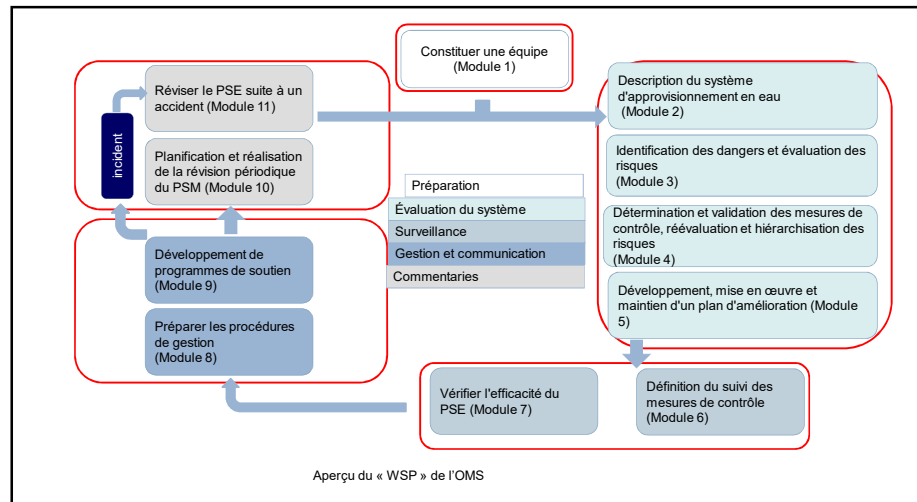 Constituer une équipe
(Module 1)
Réviser le PSE suite à un
accident (Module 11)
incident
Planification et réalisation
de la révision périodique
du PSM (Module 10)
Description du système
d'approvisionnement en eau
(Module 2)
Identification des dangers et évaluation des
risques
(Module 3)
Détermination et validation des mesures de
contrôle, réévaluation et hiérarchisation des
risques
(Module 4)
Développement, mise en œuvre et
maintien d'un plan d'amélioration (Module
5)
Préparation
Évaluation du système
Surveillance
Gestion et communication
Commentaries
Développement de
programmes de soutien
(Module 9)
Préparer les procédures
de gestion
(Module 8)
Vérifier l'efficacité du
PSE (Module 7)
Définition du suivi des
mesures de contrôle
(Module 6)
Aperçu du « WSP » de l'OMS